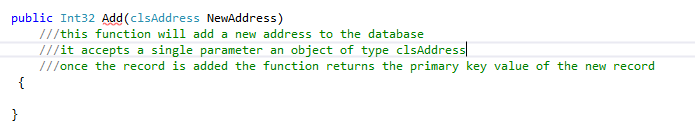 public Int32 Add(clsAddress NewAddress)
///this function will add a new address to the database
///it accepts a single parameter an object of type clsAddress
///once the record is added the function returns the primary key value of the new record
{
}